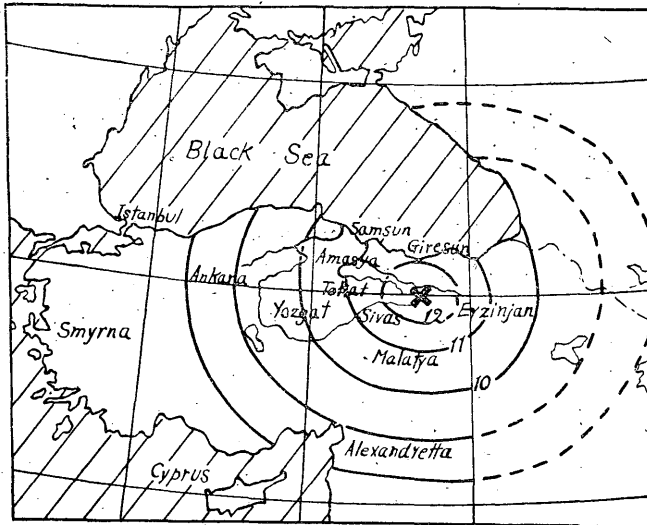 Black Sea
Istanbul
Samsun
Giresun
Amasya
Ankara
Tokat
Yozgat
Sivas
12
Erzinjan
Smyrna
11
Malatya
10
Alexandretta
Cyprus